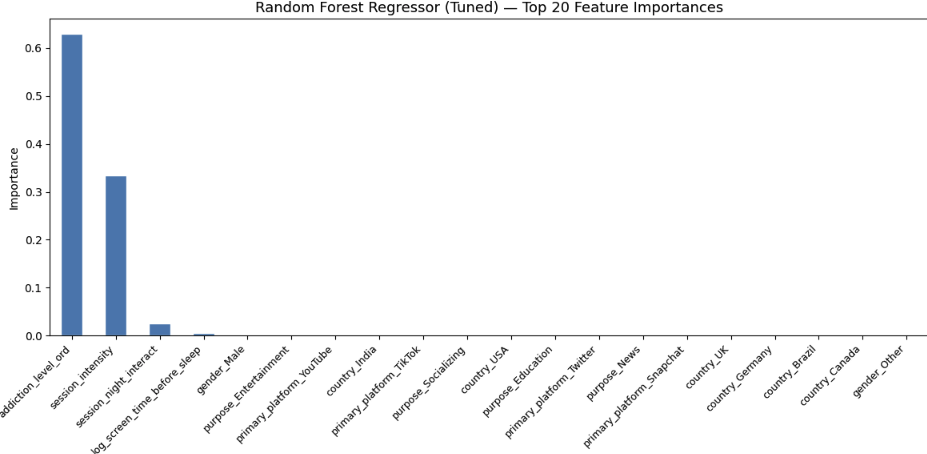 Random Forest Regressor (Tuned) — Top 20 Feature Importances
Importance
0.6
0.5
0.4
0.3
0.2
0.1
0.0
addiction_level_ord
session_intensity
session_night_interact
log_screen_time_before_sleep
gender_Male
purpose_Entertainment
primary_platform_YouTube
country_India
primary_platform_TikTok
purpose_Socializing
country_USA
purpose_Education
primary_platform_Twitter
purpose_News
primary_platform_Snapchat
country_UK
country_Germany
country_Brazil
country_Canada
gender_Other